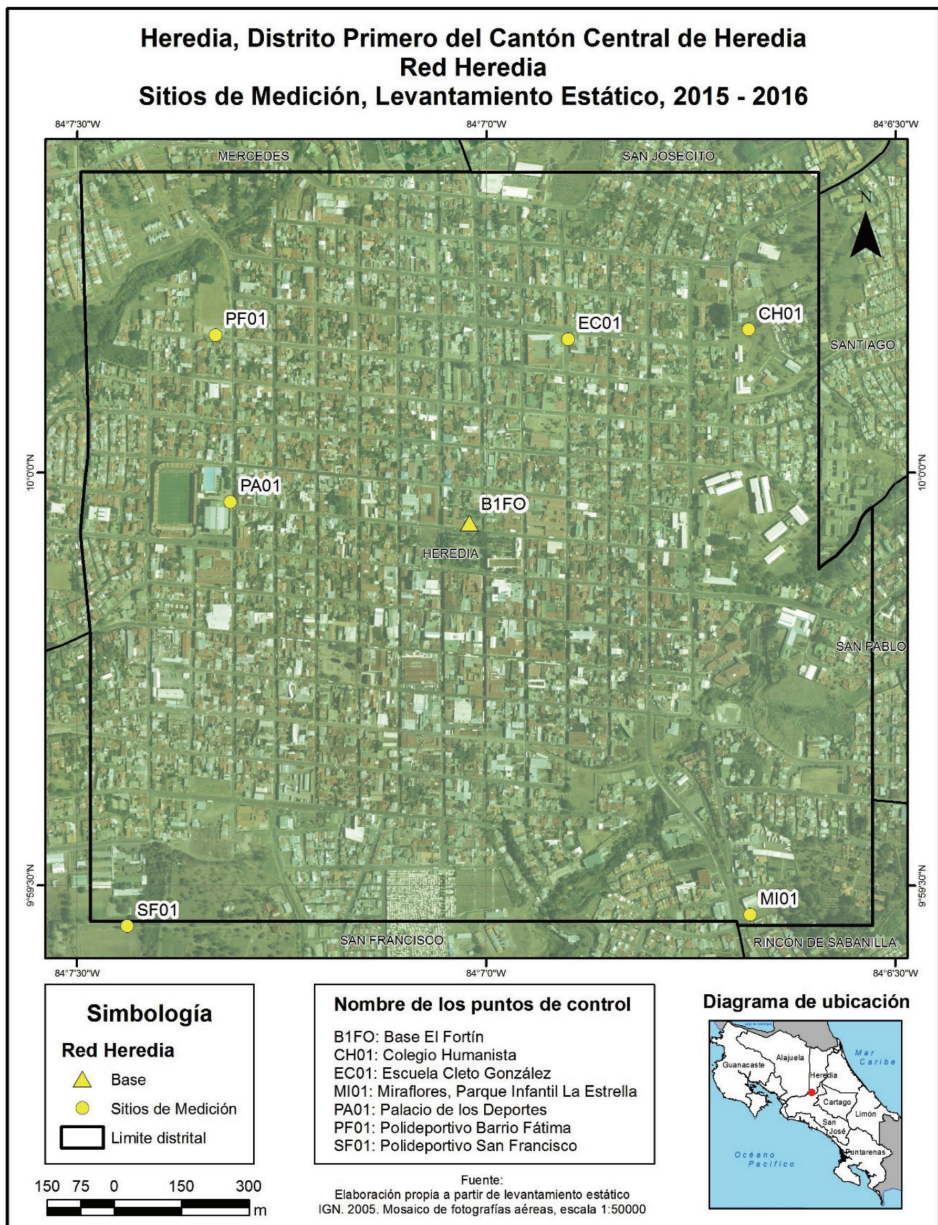 Heredia, Distrito Primero del Cantón Central de Heredia
Red Heredia
Sitios de Medición, Levantamiento Estático, 2015 - 2016
84°7'30"W
84°7'0"W
84°6'30"W
MERCEDES
SAN JOSECITO
N
PF01
EC01
CH01
SANTIAGO
10°0'0"N
10°0'0"N
PA01
B1FO
HEREDIA
SAN PABLO
9°59'30"N
9°59'30"N
SF01
MI01
SAN FRANCISCO
RINCÓN DE SABANILLA
84°7'30"W
84°7'0"W
84°6'30"W
Simbología
Red Heredia
Base
Sitios de Medición
Limite distrital
150 75 0 150 300
m
Nombre de los puntos de control
B1FO: Base El Fortín
CH01: Colegio Humanista
EC01: Escuela Cleto González
MI01: Miraflores, Parque Infantil La Estrella
PA01: Palacio de los Deportes
PF01: Polideportivo Barrio Fátima
SF01: Polideportivo San Francisco
Fuente:
Elaboración propia a partir de levantamiento estático
IGN. 2005. Mosaico de fotografías aéreas, escala 1:50000
Diagrama de ubicación
Guanacaste
Alajuela
Heredia
Mar
Caribe
Cartago
Limón
San
José
Puntarenas
Océano
Pacífico